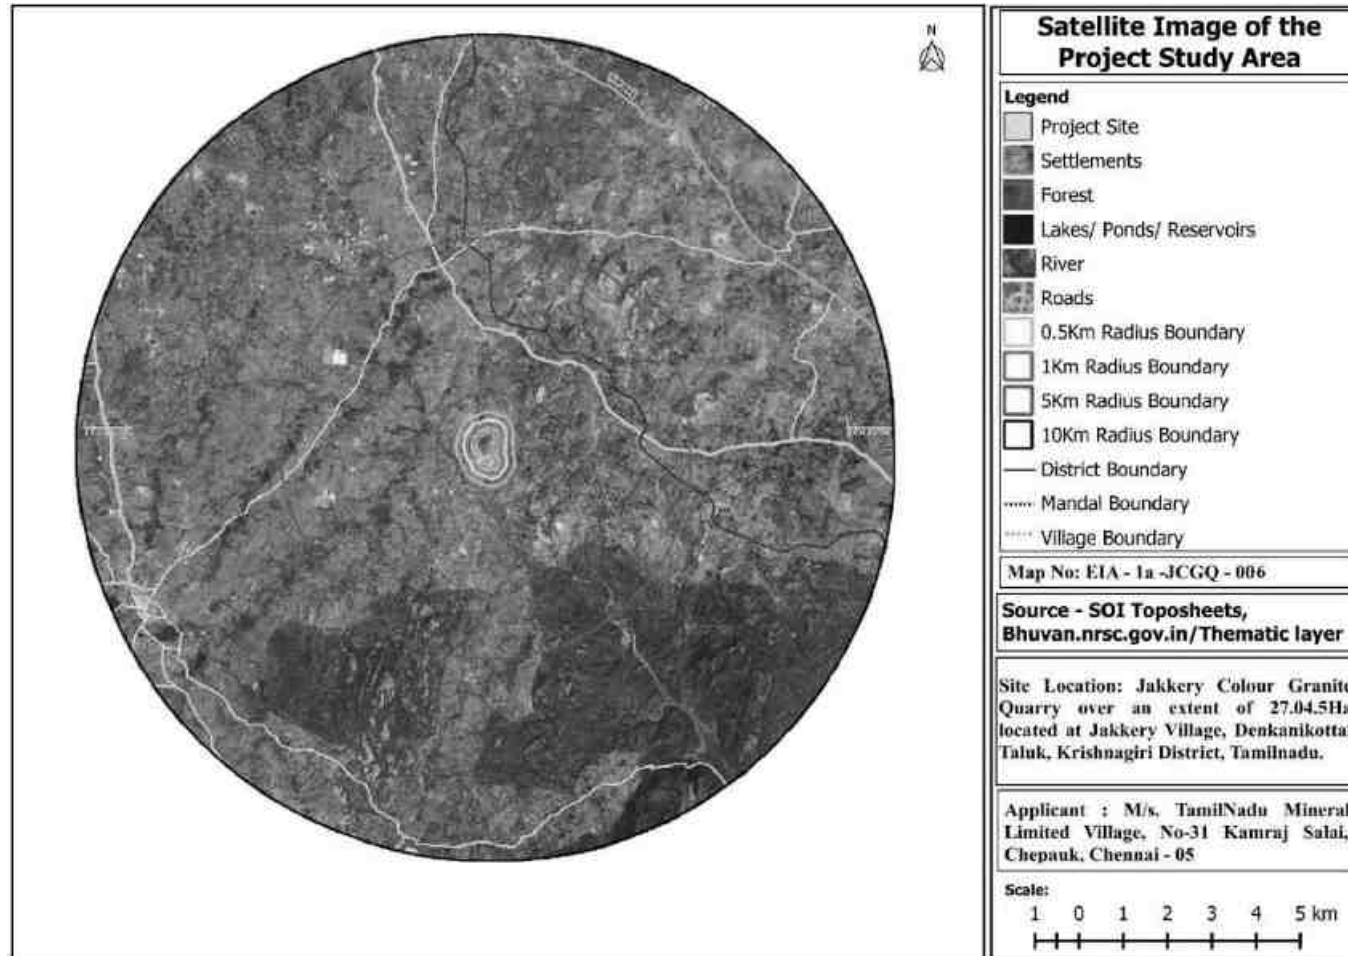 N
Satellite Image of the
Project Study Area
Legend
Project Site
Settlements
Forest
Lakes/ Ponds/ Reservoirs
River
Roads
0.5Km Radius Boundary
1Km Radius Boundary
5Km Radius Boundary
10Km Radius Boundary
District Boundary
Mandal Boundary
Village Boundary
Map No: EIA - 1a -JCGQ - 006
Source - SOI Toposheets,
Bhuvan.nrsc.gov.in/Thematic layer
Site Location: Jakkery Colour Granite
Quarry over an extent of 27.04.5Ha
located at Jakkery Village, Denkanikottai
Taluk, Krishnagiri District, Tamilnadu.
Applicant : M/s. TamilNadu Mineral
Limited Village, No-31 Kamraj Salai,
Chepauk, Chennai - 05
Scale:
1 0 1 2 3 4 5 km